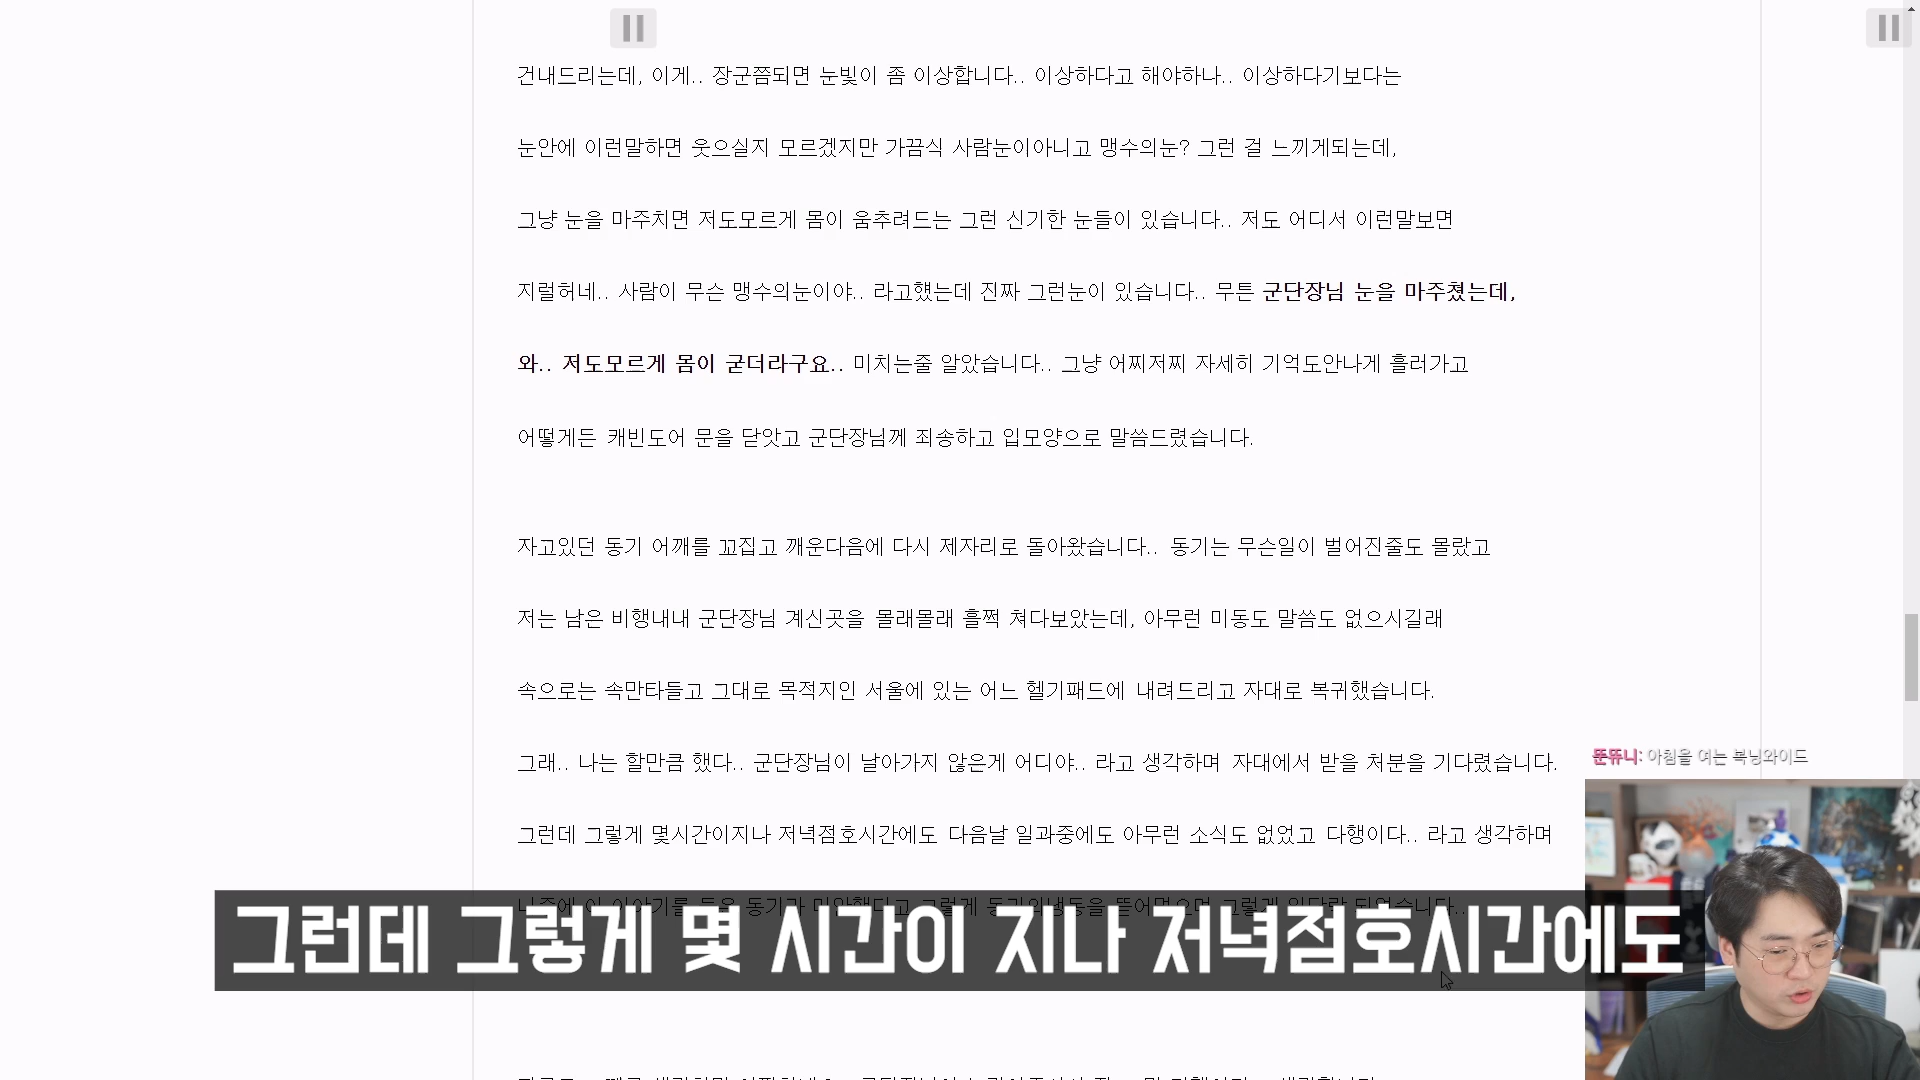 건내드리는데, 이게.. 장군쯤되면 눈빛이 좀 이상합니다.. 이상하다고 해야하나.. 이상하다기보다는
눈안에 이런말하면 웃으실지 모르겠지만 가끔식 사람눈이아니고 맹수의눈? 그런 걸 느끼게되는데,
그냥 눈을 마주치면 저도모르게 몸이 움추려드는 그런 신기한 눈들이 있습니다.. 저도 어디서 이런말보면
지럴허네.. 사람이 무슨 맹수의눈이야.. 라고했는데 진짜 그런눈이 있습니다.. 무튼 군단장님 눈을 마주쳤는데,
와.. 저도모르게 몸이 굳더라구요.. 미치는줄 알았습니다.. 그냥 어찌저찌 자세히 기억도안나게 흘러가고
어떻게든 캐빈도어 문을 닫앗고 군단장님께 죄송하고 입모양으로 말씀드렸습니다.
자고있던 동기 어깨를 꼬집고 깨운다음에 다시 제자리로 돌아왔습니다.. 동기는 무슨일이 벌어진줄도 몰랐고
저는 남은 비행내내 군단장님 계신곳을 몰래몰래 흘쩍 쳐다보았는데, 아무런 미동도 말씀도 없으시길래
속으로는 속만타들고 그대로 목적지인 서울에 있는 어느 헬기패드에 내려드리고 자대로 복귀했습니다.
그래.. 나는 할만큼 했다.. 군단장님이 날아가지 않은게 어디야.. 라고 생각하며 자대에서 받을 처분을 기다렸습니다.
뚠뜌니: 아침을 여는 복닝와이드
그런데 그렇게 몇시간이지나 저녁점호시간에도 다음날 일과중에도 아무런 소식도 없었고 다행이다.. 라고 생각하며
그런데 그렇게 몇 시간이 지나 저녁점호시간에도